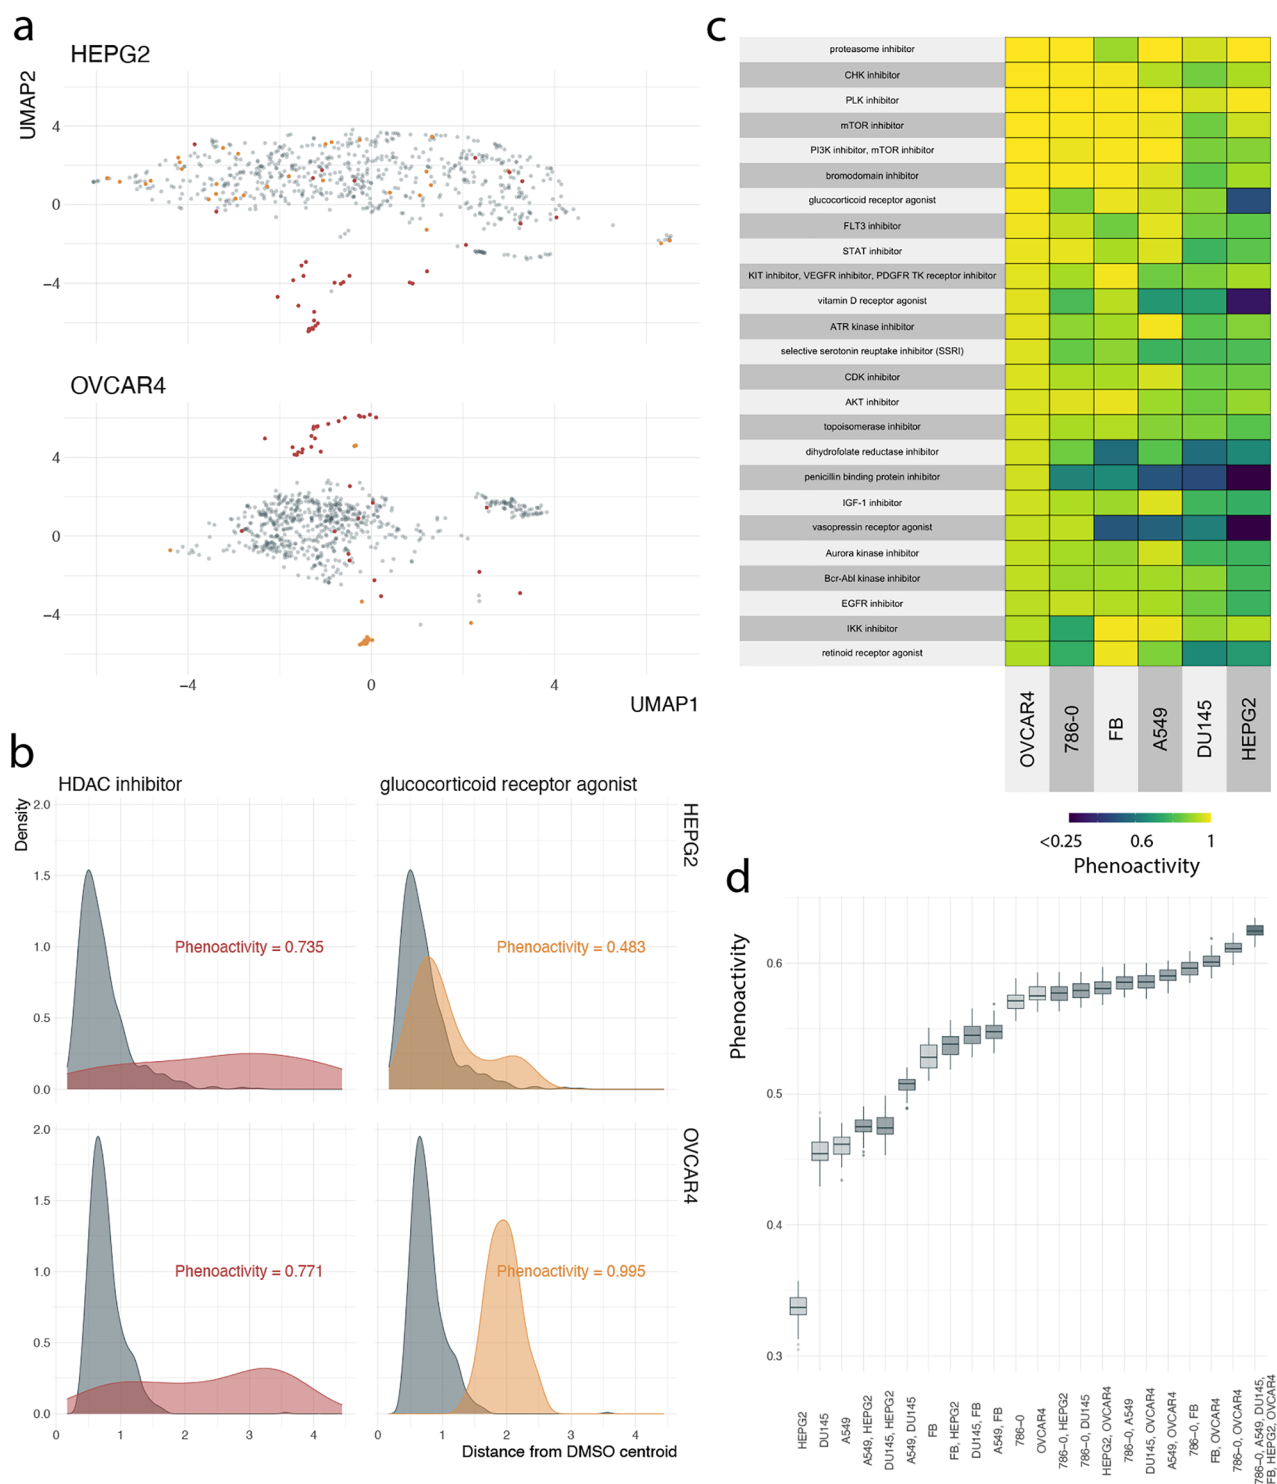 a
HEPG2
UMAP2
4
0
−4
OVCAR4
4
0
−4
−4
0
4
UMAP1
b
HDAC inhibitor
glucocorticoid receptor agonist
Density
HEPG2
2.0
1.5
1.0
0.5
0.0
Phenoactivity = 0.735
Phenoactivity = 0.483
OVCAR4
2.0
1.5
1.0
0.5
0.0
Phenoactivity = 0.771
Phenoactivity = 0.995
0
1
2
3
4
0
1
2
3
4
Distance from DMSO centroid
c
proteasome inhibitor
CHK inhibitor
PLK inhibitor
mTOR inhibitor
PI3K inhibitor, mTOR inhibitor
bromodomain inhibitor
glucocorticoid receptor agonist
FLT3 inhibitor
STAT inhibitor
KIT inhibitor, VEGFR inhibitor, PDGFR TK receptor inhibitor
vitamin D receptor agonist
ATR kinase inhibitor
selective serotonin reuptake inhibitor (SSRI)
CDK inhibitor
AKT inhibitor
topoisomerase inhibitor
dihydrofolate reductase inhibitor
penicillin binding protein inhibitor
IGF-1 inhibitor
vasopressin receptor agonist
Aurora kinase inhibitor
Bcr-Abl kinase inhibitor
EGFR inhibitor
IKK inhibitor
retinoid receptor agonist
OVCAR4
786-0
FB
A549
DU145
HEPG2
<0.25
0.6
1
Phenoactivity
d
Phenoactivity
0.6
0.5
0.4
0.3
HEPG2
DU145
A549
A549, HEPG2
DU145, HEPG2
A549, DU145
FB
FB, HEPG2
DU145, FB
A549, FB
786−0
OVCAR4
786−0, HEPG2
786−0, DU145
HEPG2, OVCAR4
786−0, A549
DU145, OVCAR4
A549, OVCAR4
786−0, FB
FB, OVCAR4
786−0, OVCAR4
786−0, A549, DU145,
FB, HEPG2, OVCAR4